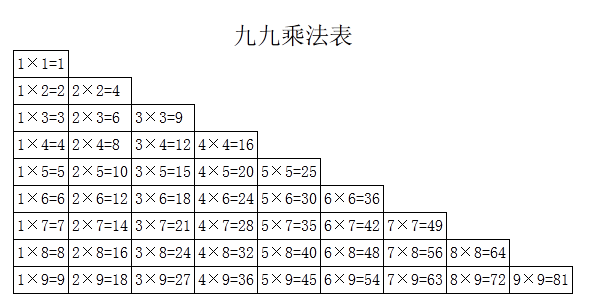 九九乘法表
1×1=1
1×2=2 2×2=4
1×3=3 2×3=6 3×3=9
1×4=4 2×4=8 3×4=12 4×4=16
1×5=5 2×5=10 3×5=15 4×5=20 5×5=25
1×6=6 2×6=12 3×6=18 4×6=24 5×6=30 6×6=36
1×7=7 2×7=14 3×7=21 4×7=28 5×7=35 6×7=42 7×7=49
1×8=8 2×8=16 3×8=24 4×8=32 5×8=40 6×8=48 7×8=56 8×8=64
1×9=9 2×9=18 3×9=27 4×9=36 5×9=45 6×9=54 7×9=63 8×9=72 9×9=81